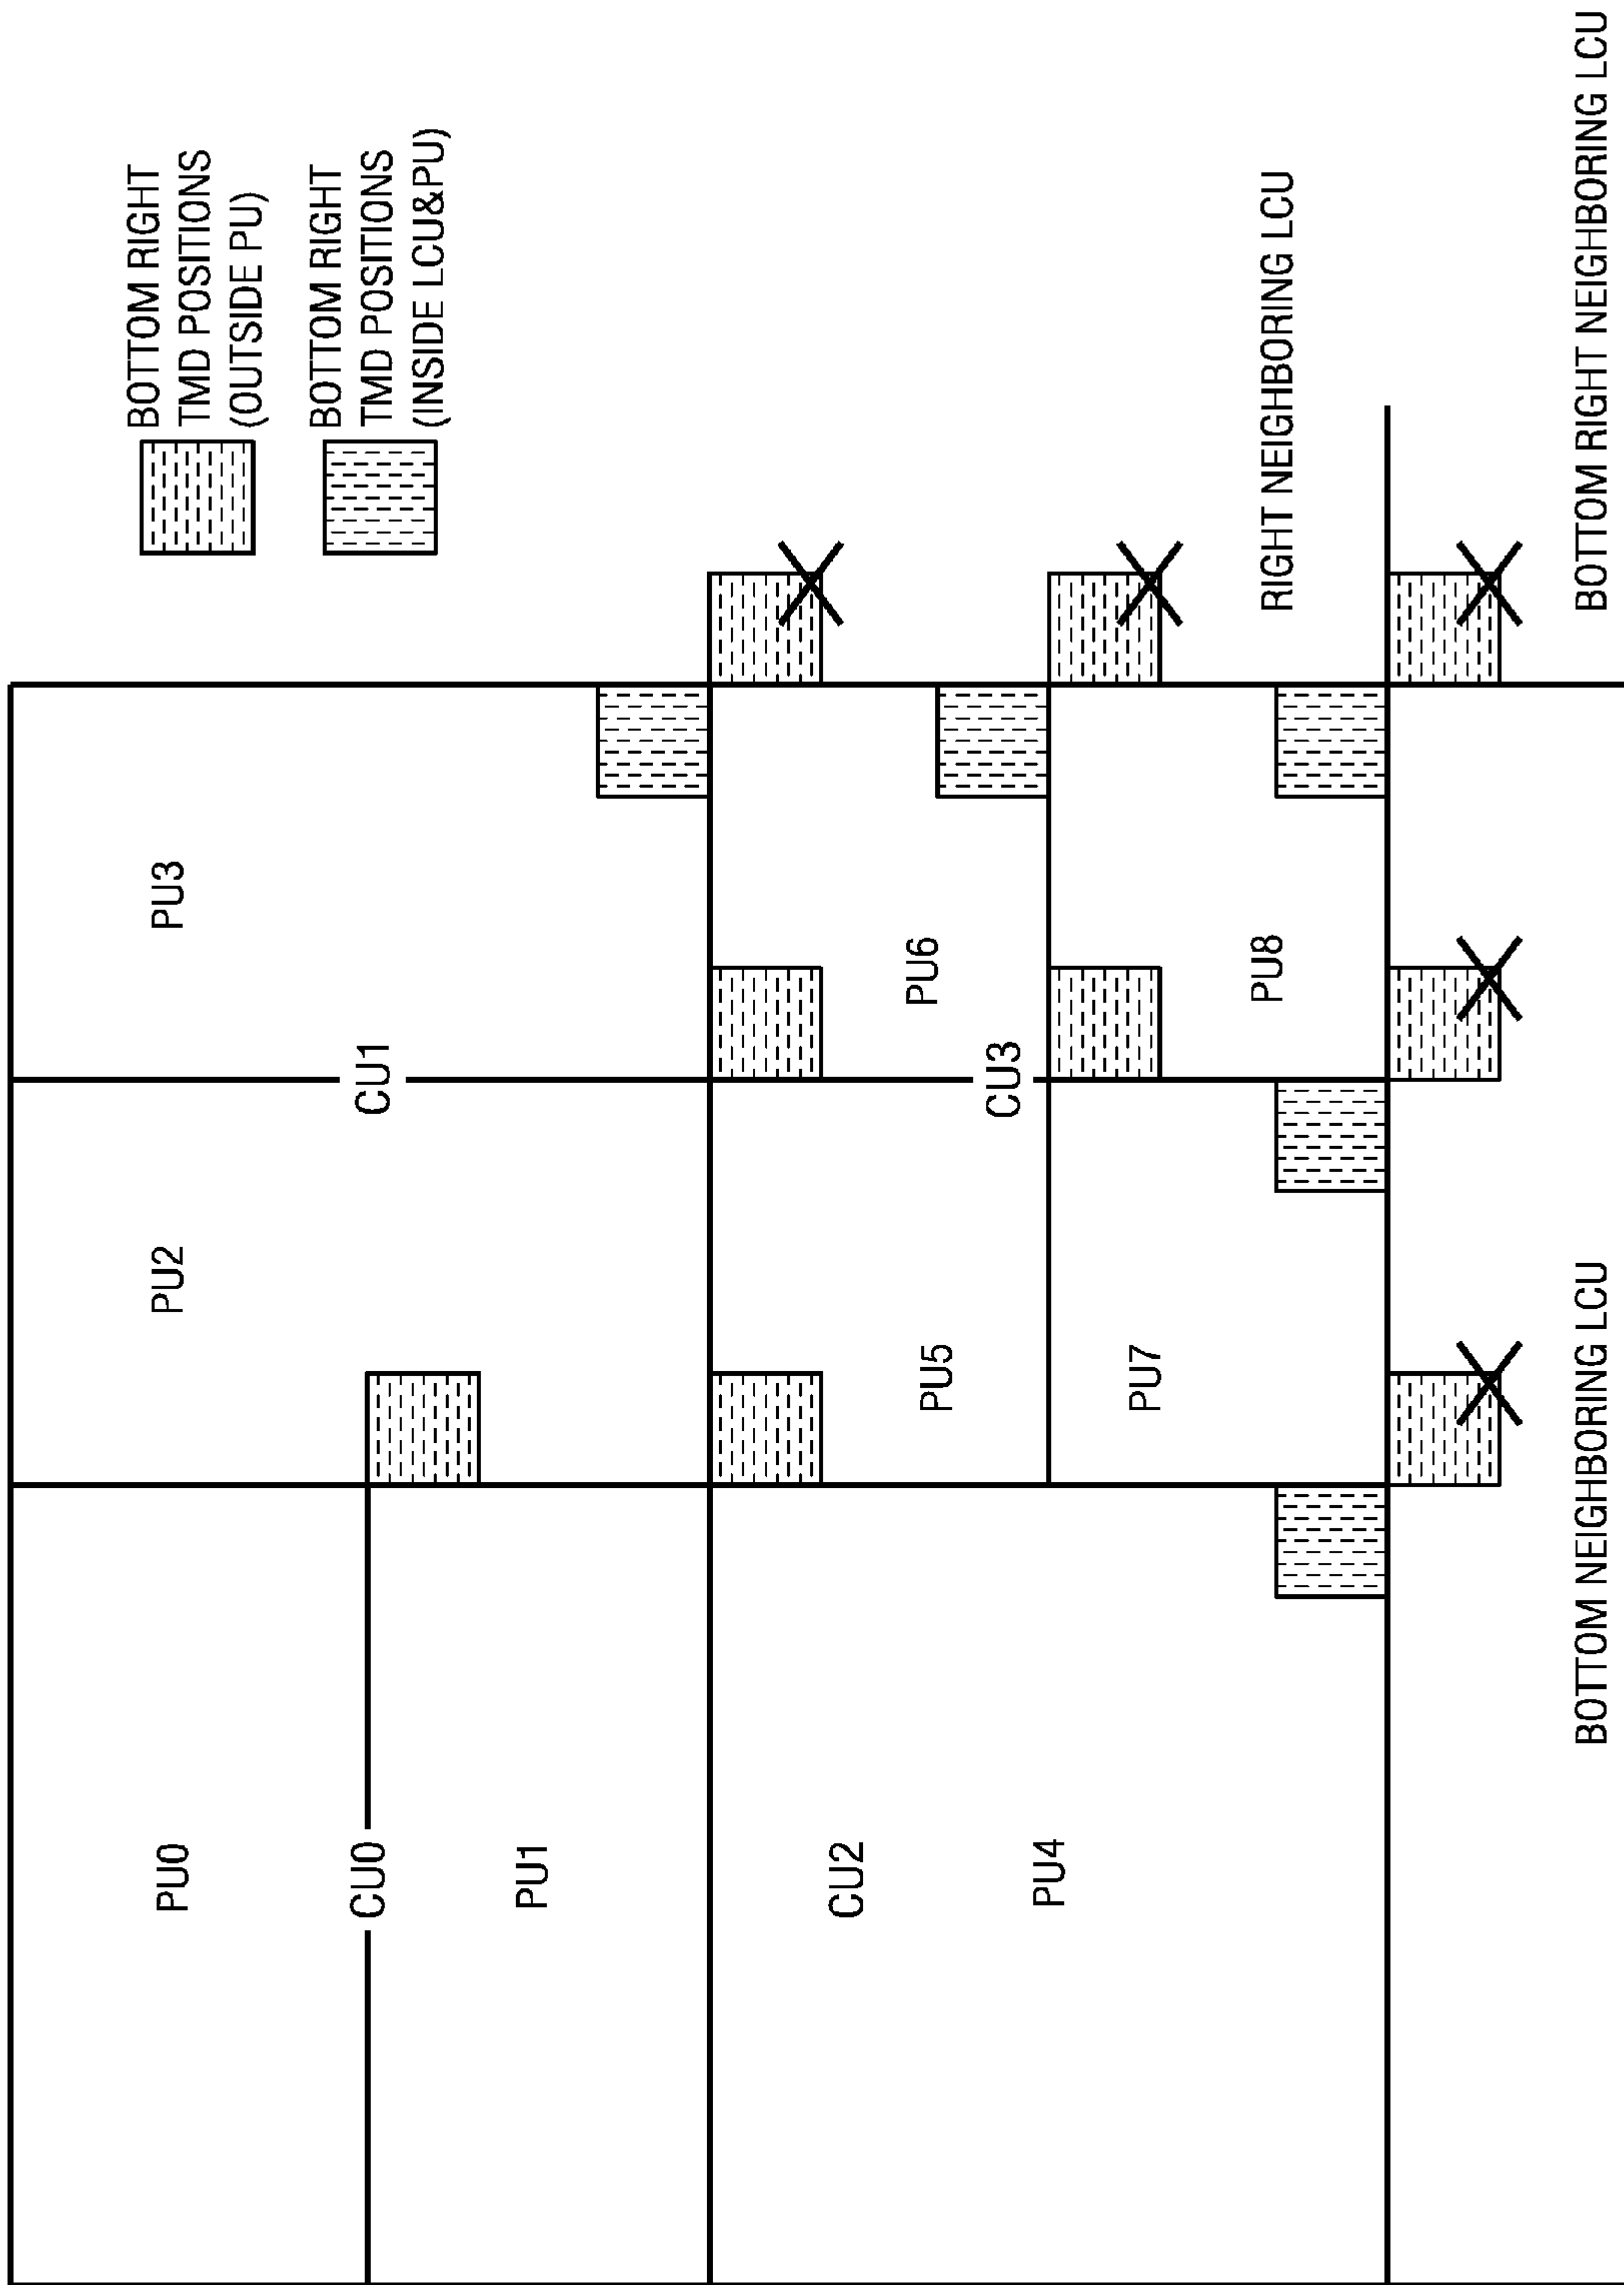 PU0
PU2
PU3
CU0
CU1
PU1
CU2
PU4
PU5
PU6
CU3
PU7
PU8
BOTTOM RIGHT
TMD POSITIONS
(OUTSIDE PU)
BOTTOM RIGHT
TMD POSITIONS
(INSIDE LCU&PU)
RIGHT NEIGHBORING LCU
BOTTOM NEIGHBORING LCU
BOTTOM RIGHT NEIGHBORING LCU